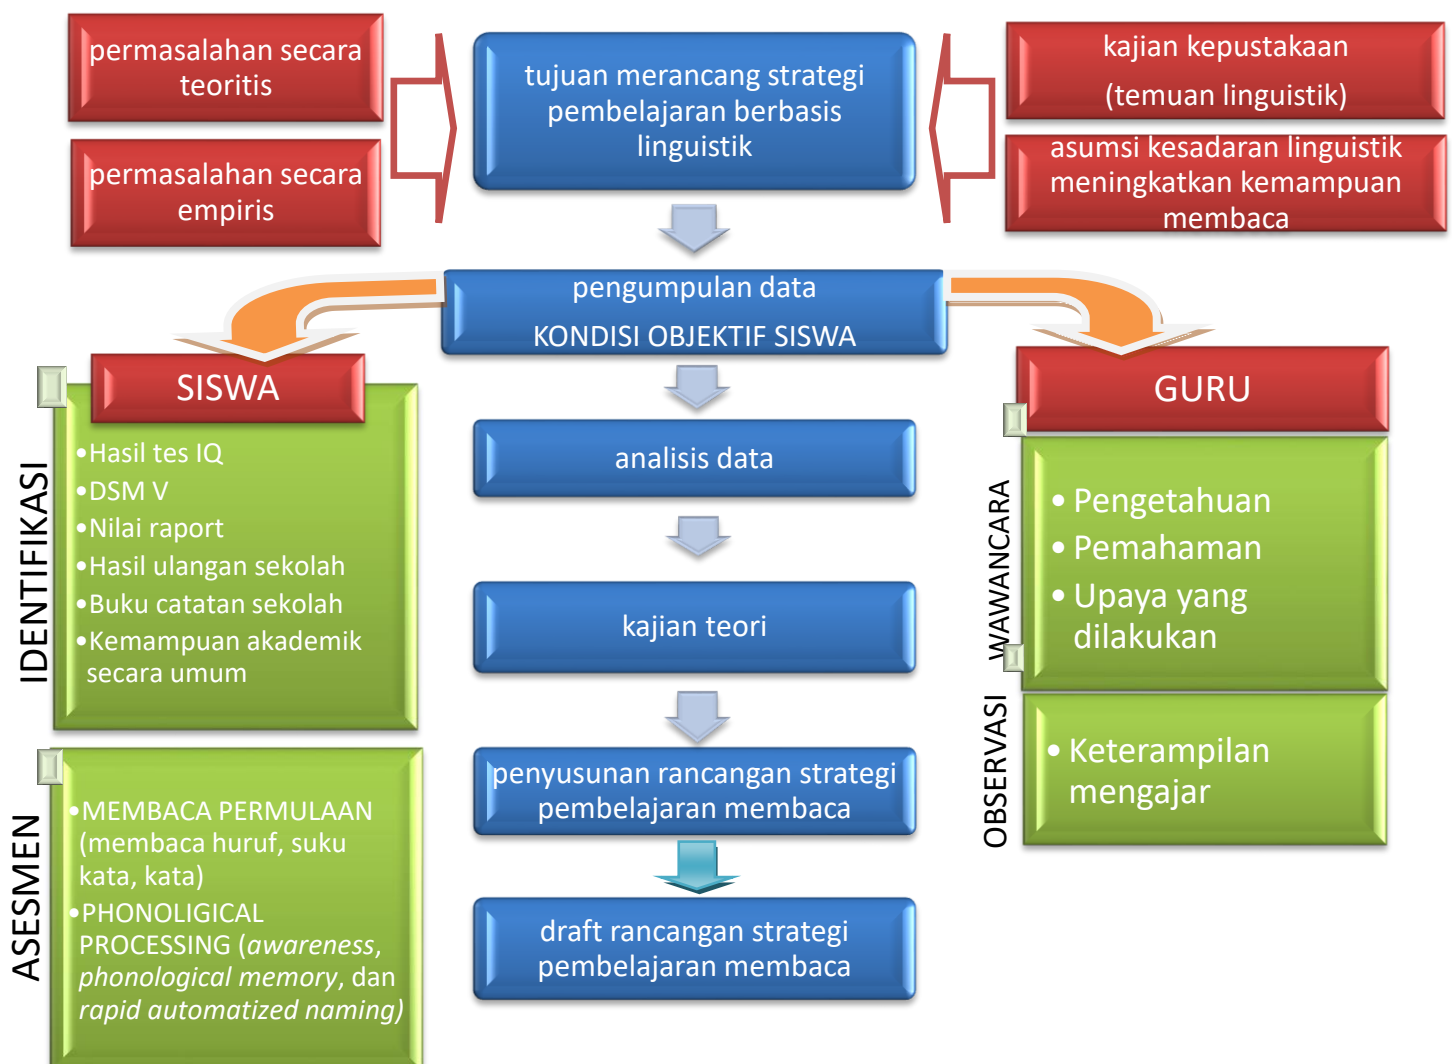 permasalahan secara
teoritis
permasalahan secara
empiris
tujuan merancang strategi
pembelajaran berbasis
linguistik
kajian kepustakaan
(temuan linguistik)
asumsi kesadaran linguistik
meningkatkan kemampuan
membaca
pengumpulan data
KONDISI OBJEKTIF SISWA
SISWA
IDENTIFIKASI
•Hasil tes IQ
•DSM V
•Nilai raport
•Hasil ulangan sekolah
•Buku catatan sekolah
•Kemampuan akademik
secara umum
ASESMEN
•MEMBACA PERMULAAN
(membaca huruf, suku
kata, kata)
•PHONOLIGICAL
PROCESSING (awareness,
phonological memory, dan
rapid automatized naming)
analisis data
kajian teori
penyusunan rancangan strategi
pembelajaran membaca
draft rancangan strategi
pembelajaran membaca
GURU
WAWANCARA
• Pengetahuan
• Pemahaman
• Upaya yang
dilakukan
OBSERVASI
• Keterampilan
mengajar